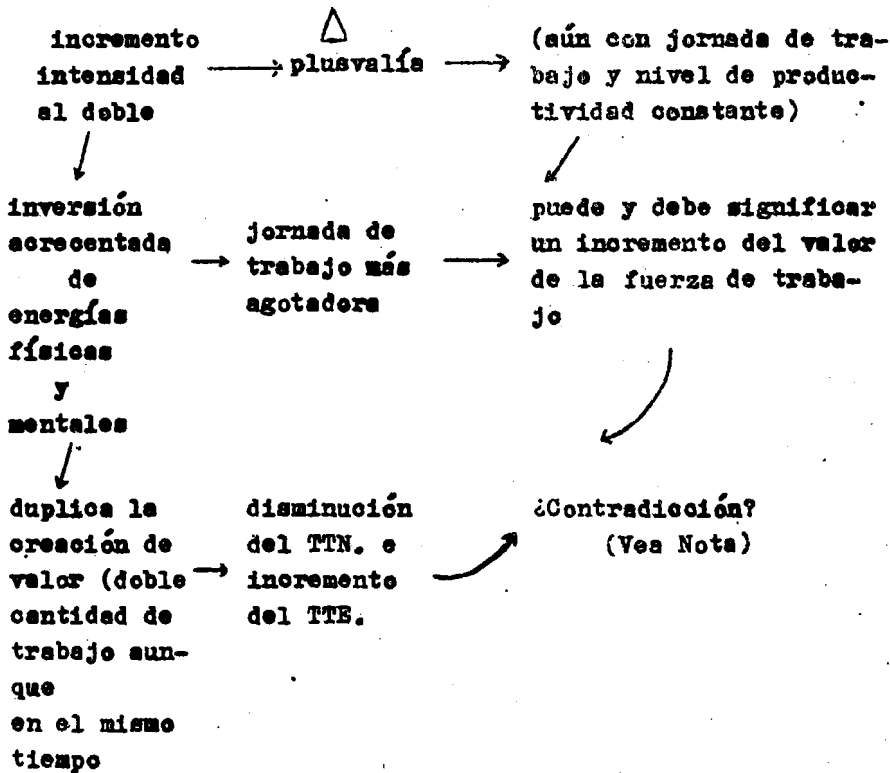 incremento
intensidad
al doble
Δ
plusvalía
(aún con jornada de tra-
bajo y nivel de produc-
tividad constante)
inversión
acrecentada
de
energías
físicas
y
mentales
jornada de
trabajo más
agotadora
puede y debe significar
un incremento del valor
de la fuerza de traba-
jo
duplica la
creación de
valor (doble
cantidad de
trabajo aun-
que
en el mismo
tiempo
disminución
del TTN. e
incremento
del TTE.
¿Contradicción?
(Vea Nota)